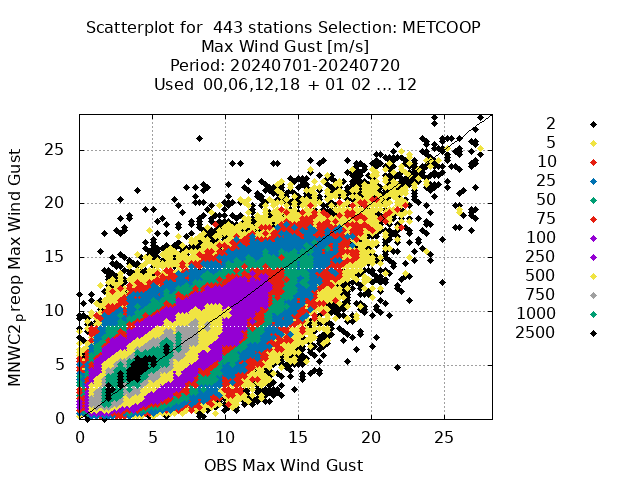 Scatterplot for  443 stations Selection: METCOOP
Max Wind Gust [m/s]
Period: 20240701-20240720
Used  00,06,12,18 + 01 02 ... 12
MNWC2preop Max Wind Gust
25
20
15
10
5
0
0 5 10 15 20 25
OBS Max Wind Gust
2
5
10
25
50
75
100
250
500
750
1000
2500